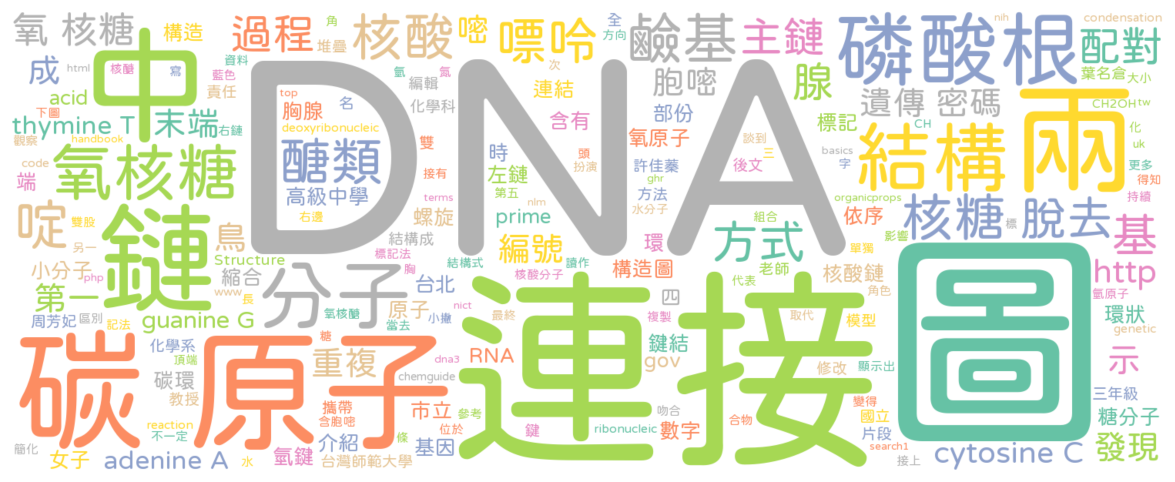 DNA
連接
圖
碳 原子
中
鏈
兩
結構
磷酸根
分子
氧核糖
醣類
核酸
嘌呤
鹼基
主鏈
配對
過程
氧 核糖
構造
嘧
胞嘧
腺
遺傳 密碼
核糖
脫去
方式
基
http
示
發現
cytosine C
糖分子
三年級
環狀
氫原子
genetic
核酸鏈
角色
模型
修改
顯示出
取代
變得
國立
合物
片段
search1
接上
老師
代表
構造圖
四
複製
鍵結
gov
吻合
ribonucleic
數字
鍵
RNA
dna3
nict
最終
參考
條
基因
位於
市立
攜帶
含胞嘧
介紹
台灣師範大學
氫鍵
水
adenine A
女子
簡化
不一定
reaction
教授
碳環
頂端
化學系
糖
重複
chemguide
當去
小撇
原子
台北
氧核醣
guanine G
記法
區別
周芳妃
第一
php
www
長
縮合
小分子
Structure
鳥
啶
雙股
另一
端
code
觀察
handbook
thymine T
末端
右鏈
下圖
acid
成
html
核醣
寫
藍色
責任
資料
堆疊
角
top
胸腺
名
deoxyribonucleic
高級中學
右邊
氫
氮
編輯
化學科
雙
接有
terms
螺旋
結構成
標記法
胸
時
左鏈
prime
編號
環
結構式
讀作
核酸分子
nlm
第五
頭
扮演
ghr
方法
水分子
許佳葉
氧原子
部份
含有
連結
次
全
方向
後文
談到
三
標記
basics
字
organicprops
依序
影響
單獨
組合
標
nih
condensation
葉名倉
大小
CH2OH
tw
CH
化
uk
更多
得知
持續